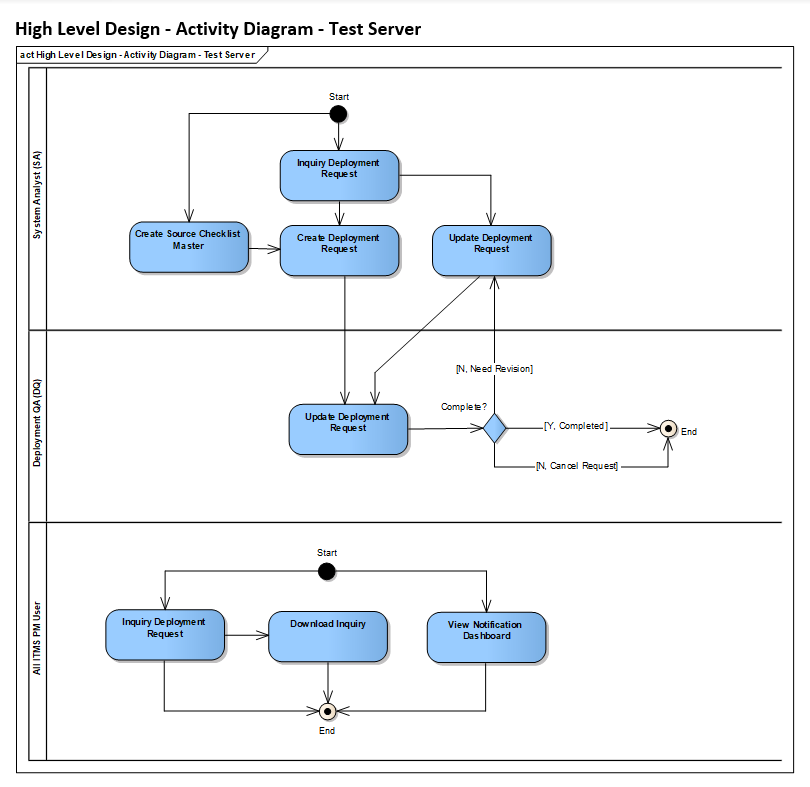 High Level Design - Activity Diagram - Test Server
act High Level Design - Activity Diagram - Test Server
System Analyst (SA)
Start
Inquiry Deployment
Request
Create Source Checklist
Master
Create Deployment
Request
Update Deployment
Request
Deployment QA (DQ)
[N, Need Revision]
Complete?
Update Deployment
Request
[Y, Completed]
End
[N, Cancel Request]
All ITMS PM User
Start
Inquiry Deployment
Request
Download Inquiry
View Notification
Dashboard
End